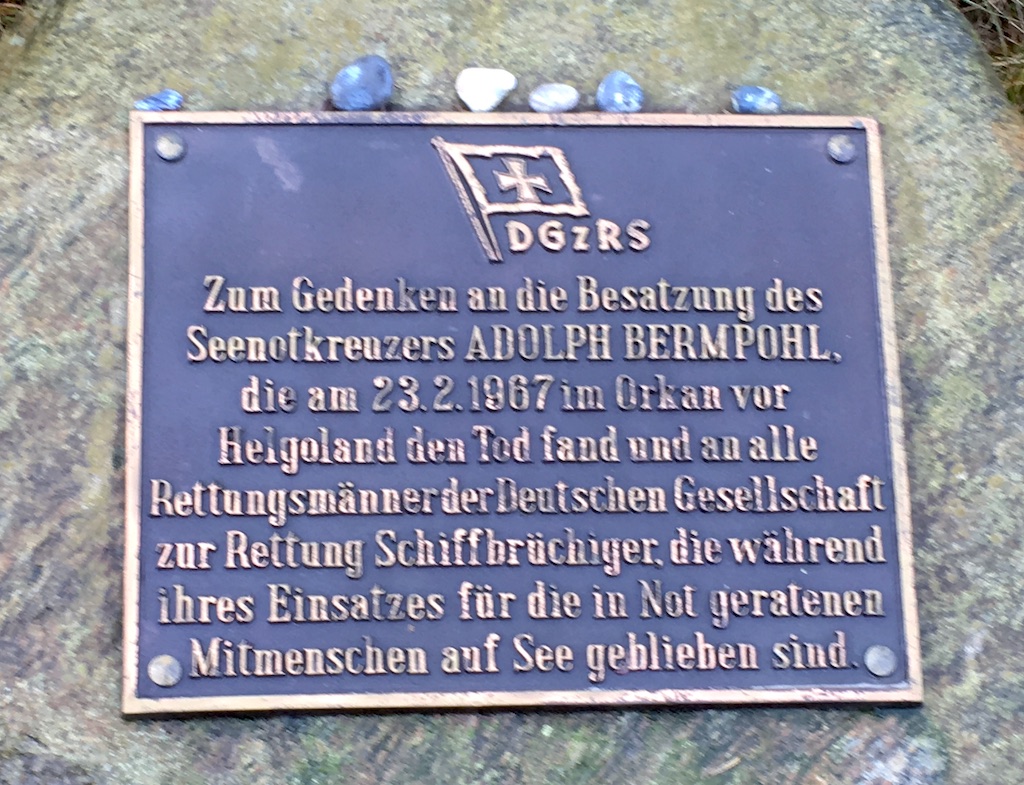 DGzRS
Zum Gedenken an die Besatzung des
Seenotkreuzers ADOLPH BERMPOHL,
die am 23.2.1967 im Orkan vor
Helgoland den Tod fand und an alle
Rettungsmänner der Deutschen Gesellschaft
zur Rettung Schiffbrüchiger, die während
ihres Einsatzes für die in Not geratenen
Mitmenschen auf See geblieben sind.